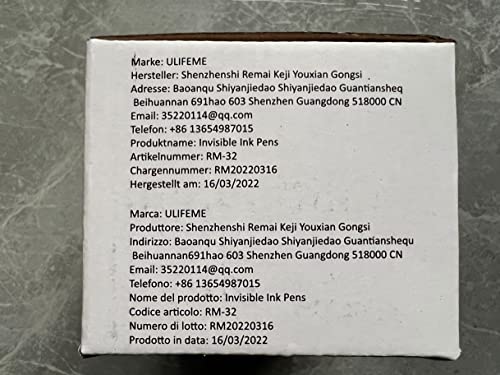 Marke: ULIFEME
Hersteller: Shenzhenshi Remai Keji Youxian Gongsi
Adresse: Baoanqu Shiyanjiedao Shiyanjiedao Guantiansheq
Beihuannan 691hao 603 Shenzhen Guangdong 518000 CN
Email: 35220114@qq.com
Telefon: +86 13654987015
Produktname: Invisible Ink Pens
Artikelnummer: RM-32
Chargennummer: RM20220316
Hergestellt am: 16/03/2022
Marca: ULIFEME
Produttore: Shenzhenshi Remai Keji Youxian Gongsi
Indirizzo: Baoanqu Shiyanjiedao Shiyanjiedao Guantianshequ
Beihuannan691hao 603 Shenzhen Guangdong 518000 CN
Email: 35220114@qq.com
Telefono: +86 13654987015
Nome del prodotto: Invisible Ink Pens
Codice articolo: RM-32
Numero di lotto: RM20220316
Prodotto in data: 16/03/2022